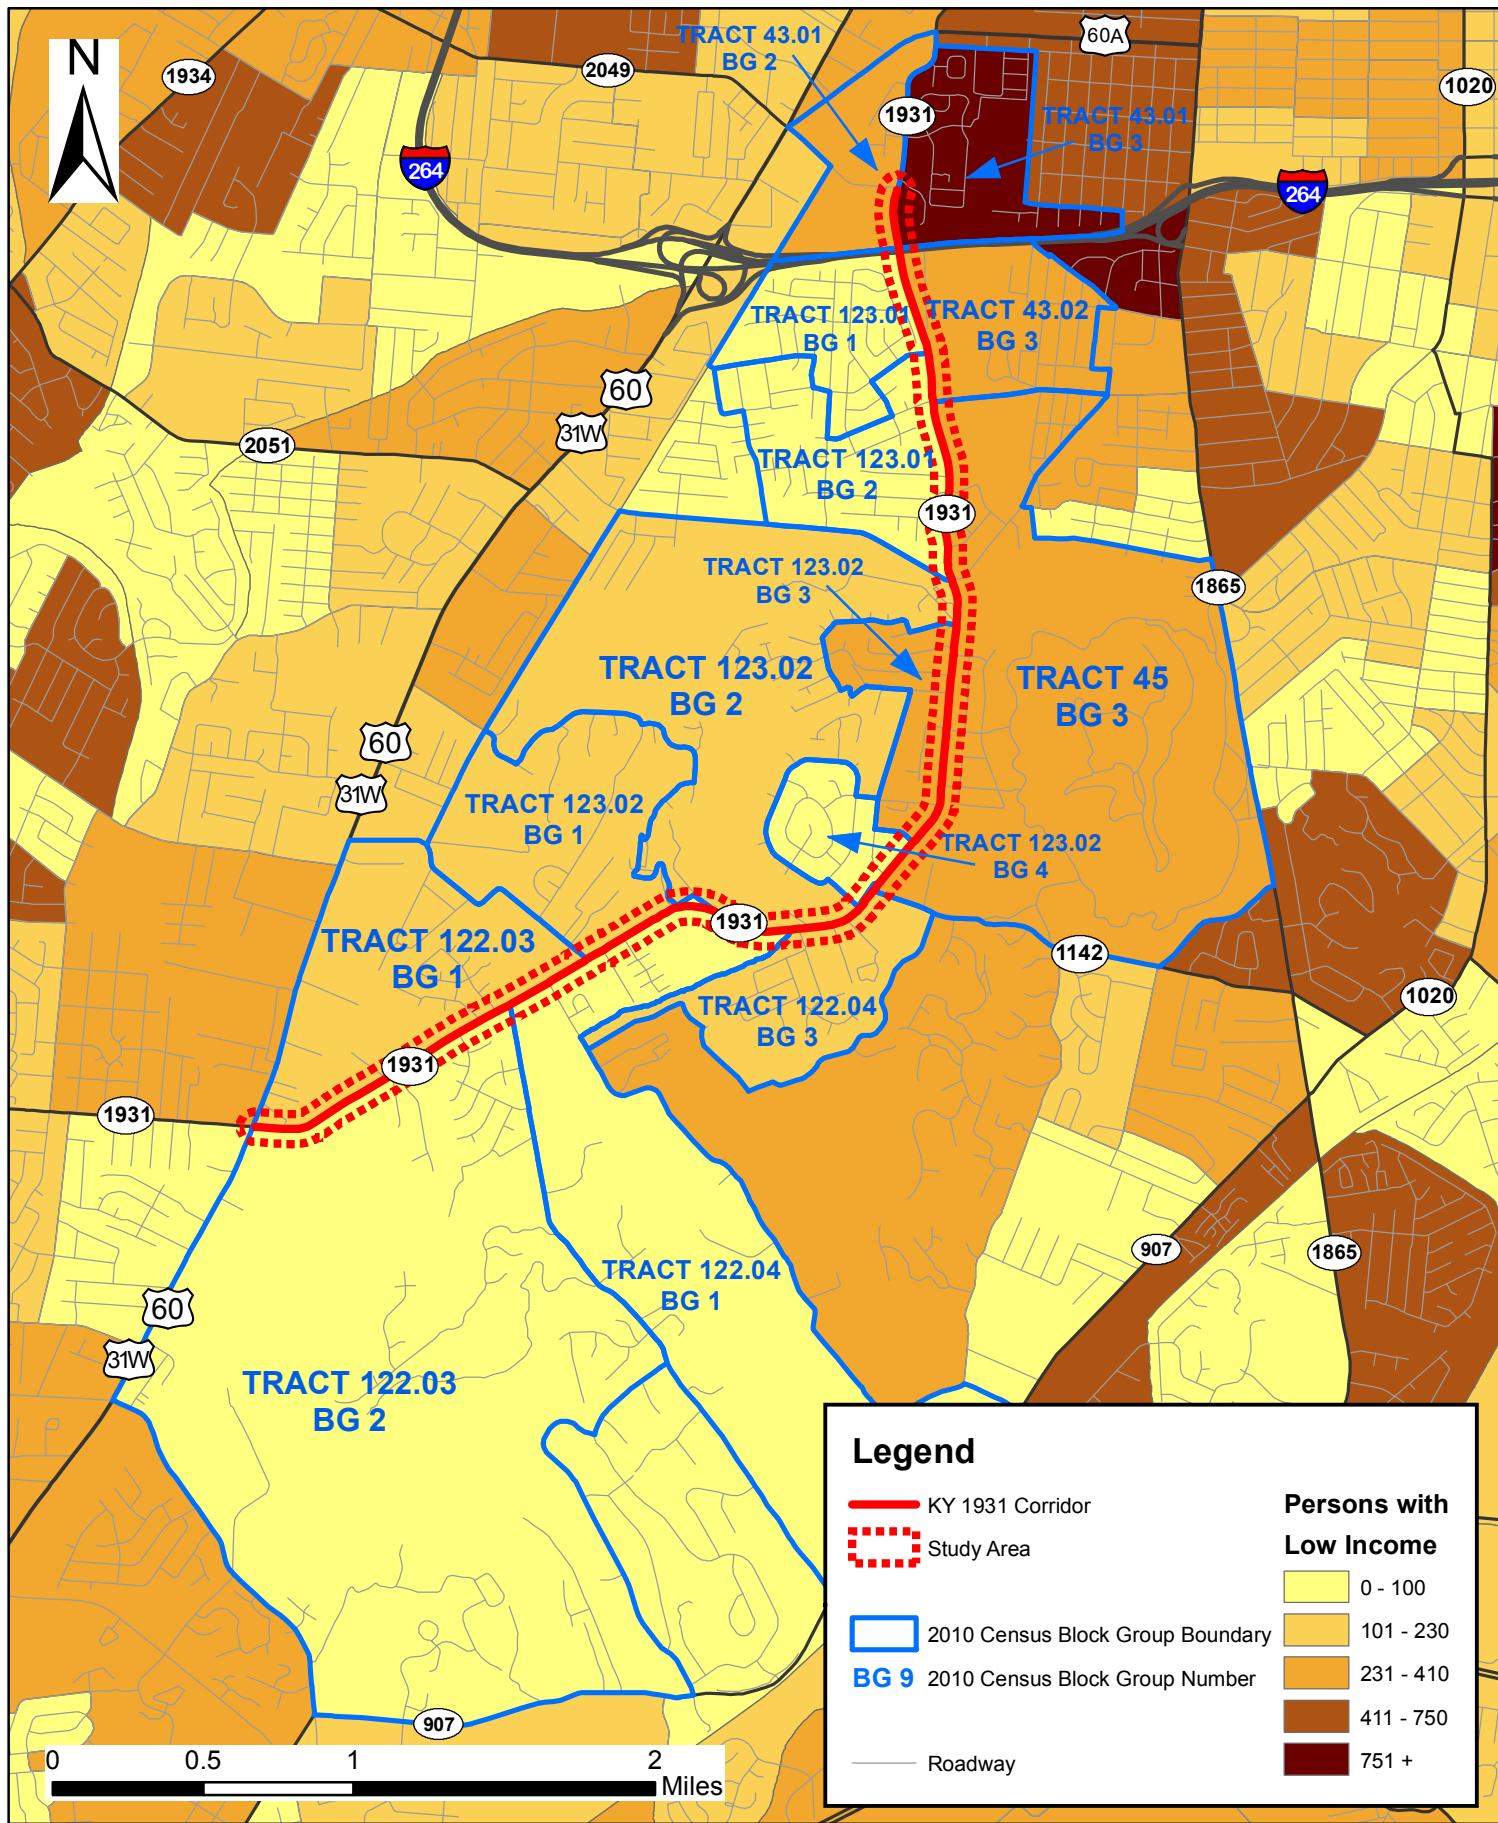 N
1934
2049
TRACT 43.01
BG 2
60A
1020
1931
TRACT 43.01
BG 3
264
264
TRACT 123.01
BG 1
TRACT 43.02
BG 3
60
31W
2051
TRACT 123.01
BG 2
1931
TRACT 123.02
BG 3
1865
TRACT 123.02
BG 2
TRACT 45
BG 3
60
31W
TRACT 123.02
BG 1
TRACT 123.02
BG 4
1931
TRACT 122.03
BG 1
1142
1020
TRACT 122.04
BG 3
1931
1931
907
1865
TRACT 122.04
BG 1
60
31W
TRACT 122.03
BG 2
907
Legend
KY 1931 Corridor
Study Area
2010 Census Block Group Boundary
BG 9 2010 Census Block Group Number
Roadway
Persons with
Low Income
0 - 100
101 - 230
231 - 410
411 - 750
751 +
0 0.5 1 2
Miles